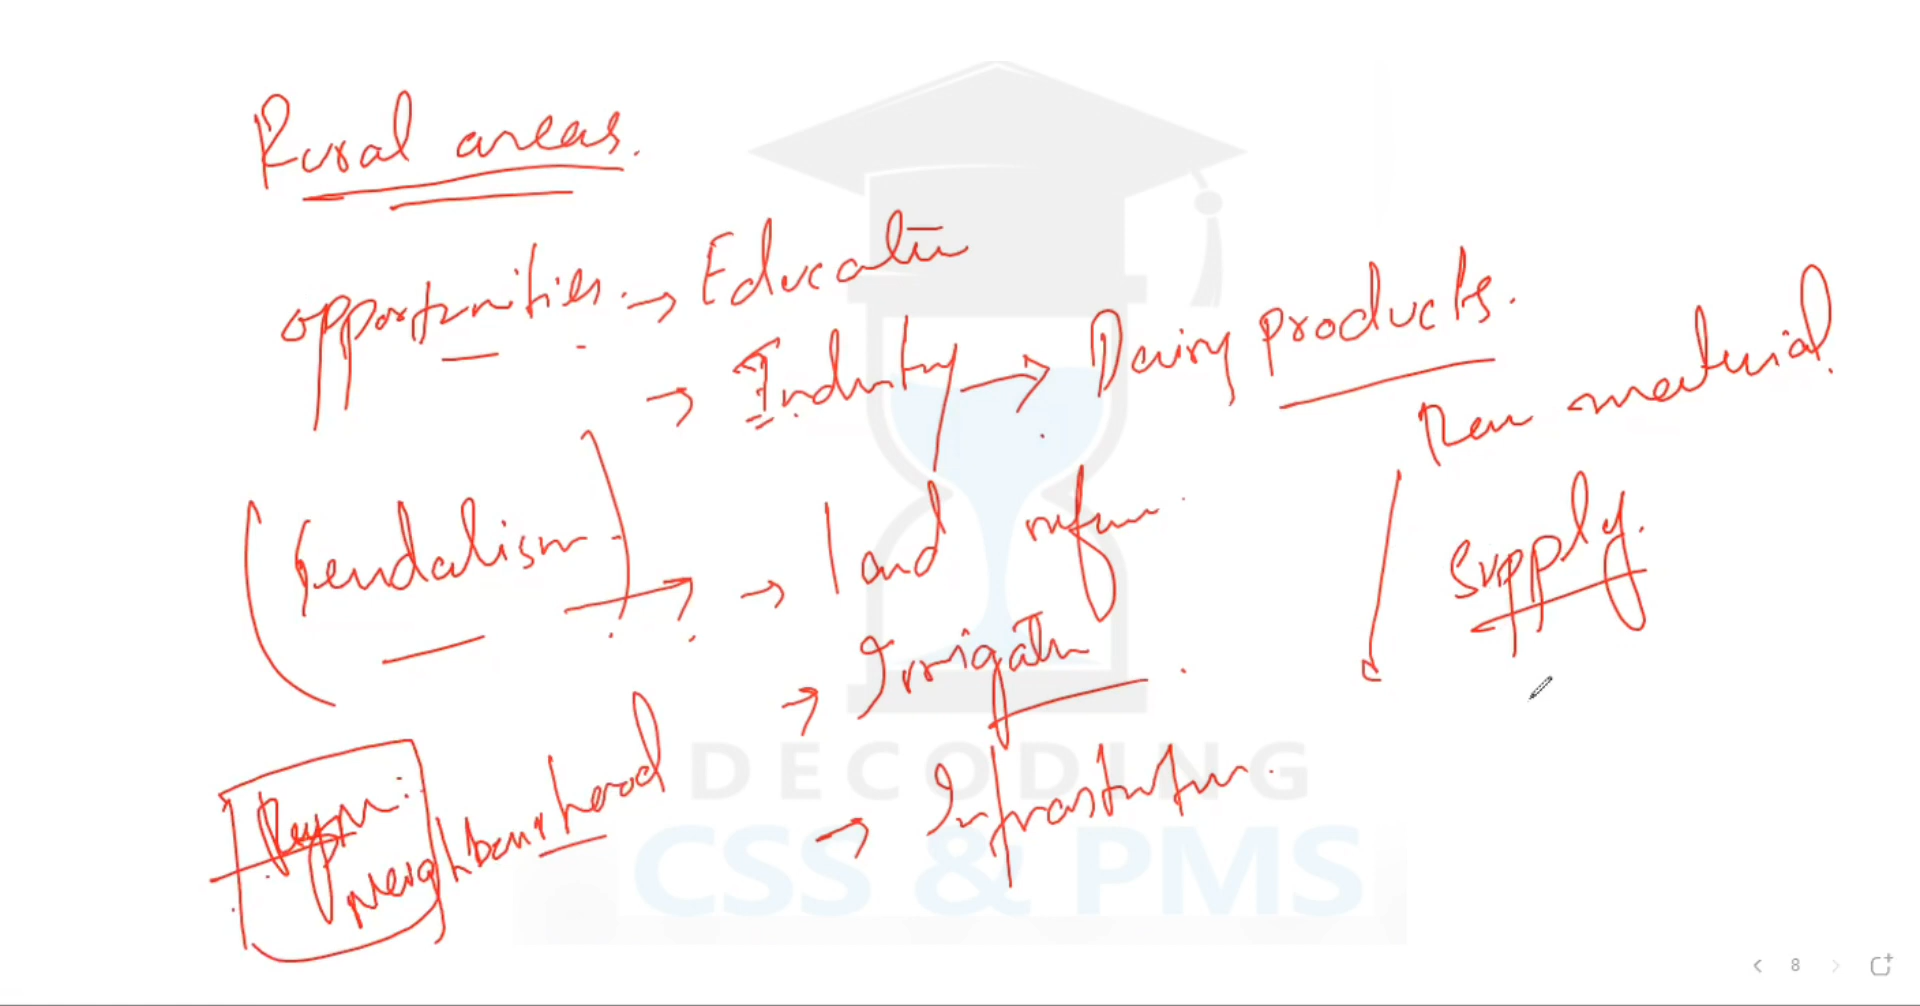 Rural areas.
opportunities. → Education
→ Industry → Dairy products.
Raw material
(Feudalism) → → land reform
Supply.
→ Irrigation
neighbourhood
→ Infrastructure.
DECODING
CSS & PMS
8